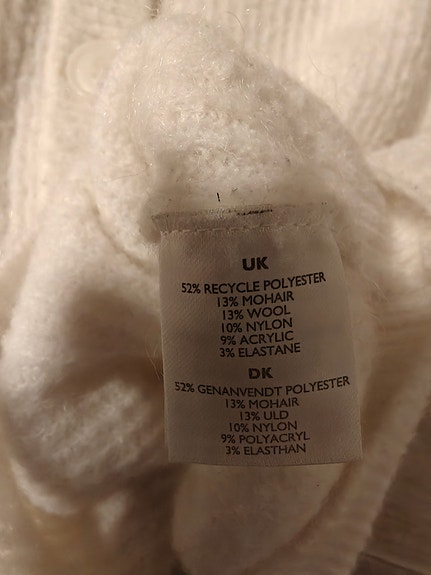 UK
52% RECYCLE POLYESTER
13% MOHAIR
13% WOOL
10% NYLON
9% ACRYLIC
3% ELASTANE
DK
52% GENANVENDT POLYESTER
13% MOHAIR
13% ULD
10% NYLON
9% POLYACRYL
3% ELASTHAN